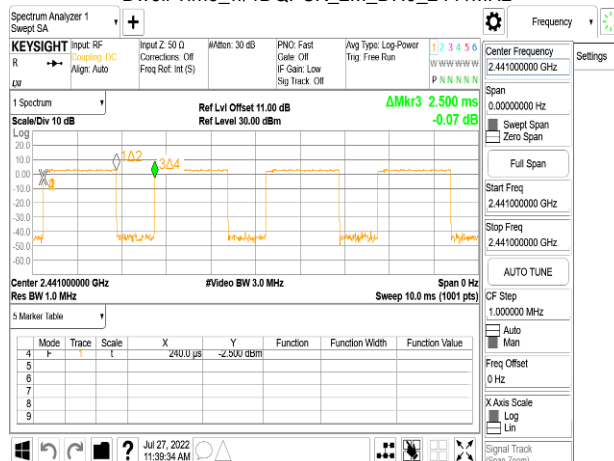 Spectrum Analyzer 1
Swept SA
+
Frequency
Settings
KEYSIGHT
Input: RF
Coupling: DC
Align: Auto
Input Z: 50 Ω
Corrections: Off
Freq Ref: Int (S)
#Atten: 30 dB
PNO: Fast
Gate: Off
IF Gain: Low
Sig Track: Off
Avg Type: Log-Power
Trig: Free Run
1 2 3 4 5 6
W W W W W W
P N N N N N
R
LXI
1 Spectrum
Scale/Div 10 dB
Ref Lvl Offset 11.00 dB
Ref Level 30.00 dBm
ΔMkr3 2.500 ms
-0.07 dB
Log
20.0
10.0
0.00
-10.0
-20.0
-30.0
-40.0
-50.0
-60.0
1Δ2
3Δ4
Center 2.441000000 GHz
Res BW 1.0 MHz
#Video BW 3.0 MHz
Span 0 Hz
Sweep 10.0 ms (1001 pts)
5 Marker Table
Mode Trace Scale X Y Function Function Width Function Value
4 F 1 t 240.0 µs -2.500 dBm
5
6
7
8
9
Jul 27, 2022
11:39:34 AM
Center Frequency
2.441000000 GHz
Span
0.00000000 Hz
Swept Span
Zero Span
Full Span
Start Freq
2.441000000 GHz
Stop Freq
2.441000000 GHz
AUTO TUNE
CF Step
1.000000 MHz
Auto
Man
Freq Offset
0 Hz
X Axis Scale
Log
Lin
Signal Track
(Span Zoom)